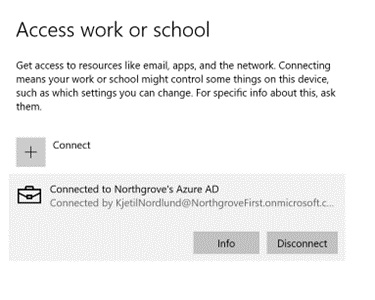 Access work or school
Get access to resources like email, apps, and the network. Connecting
means your work or school might control some things on this device,
such as which settings you can change. For specific info about this, ask
them.
Connect
Connected to Northgrove's Azure AD
Connected by KjetilNordlund@NorthgroveFirst.onmicrosoft.c...
Info
Disconnect